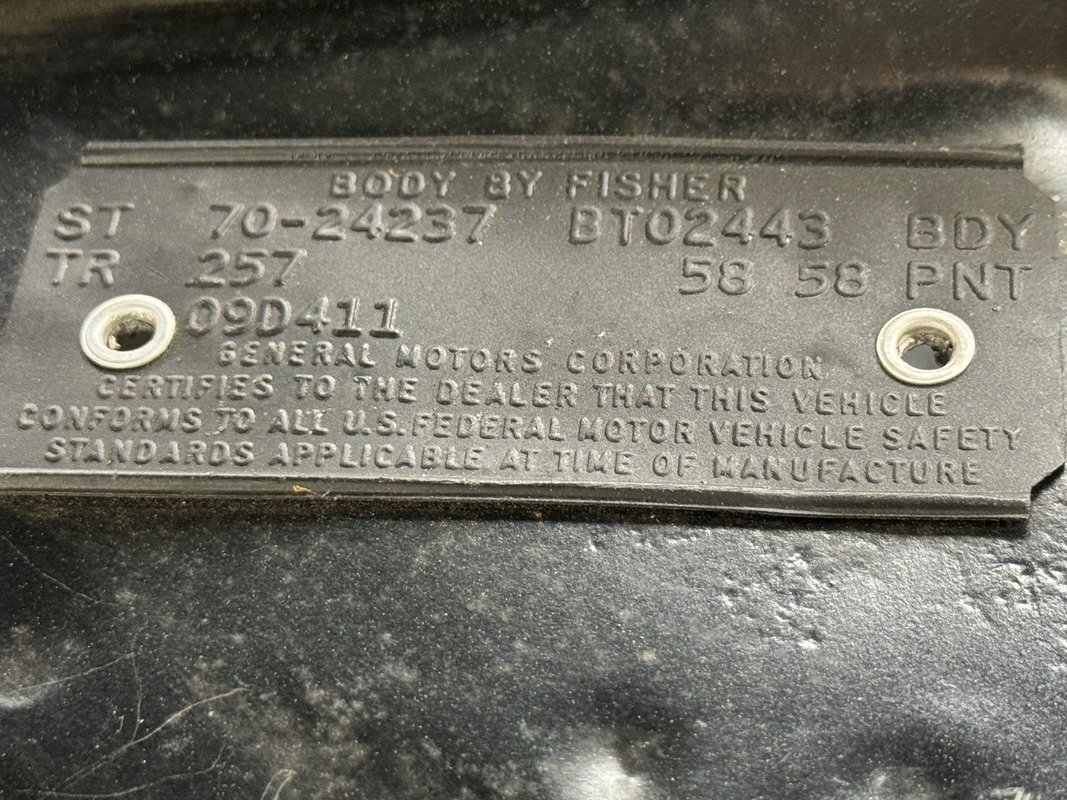 BODY BY FISHER
ST 70-24237 BT02443 BDY
TR 257 58 58 PNT
09D411
GENERAL MOTORS CORPORATION
CERTIFIES TO THE DEALER THAT THIS VEHICLE
CONFORMS TO ALL U.S. FEDERAL MOTOR VEHICLE SAFETY
STANDARDS APPLICABLE AT TIME OF MANUFACTURE